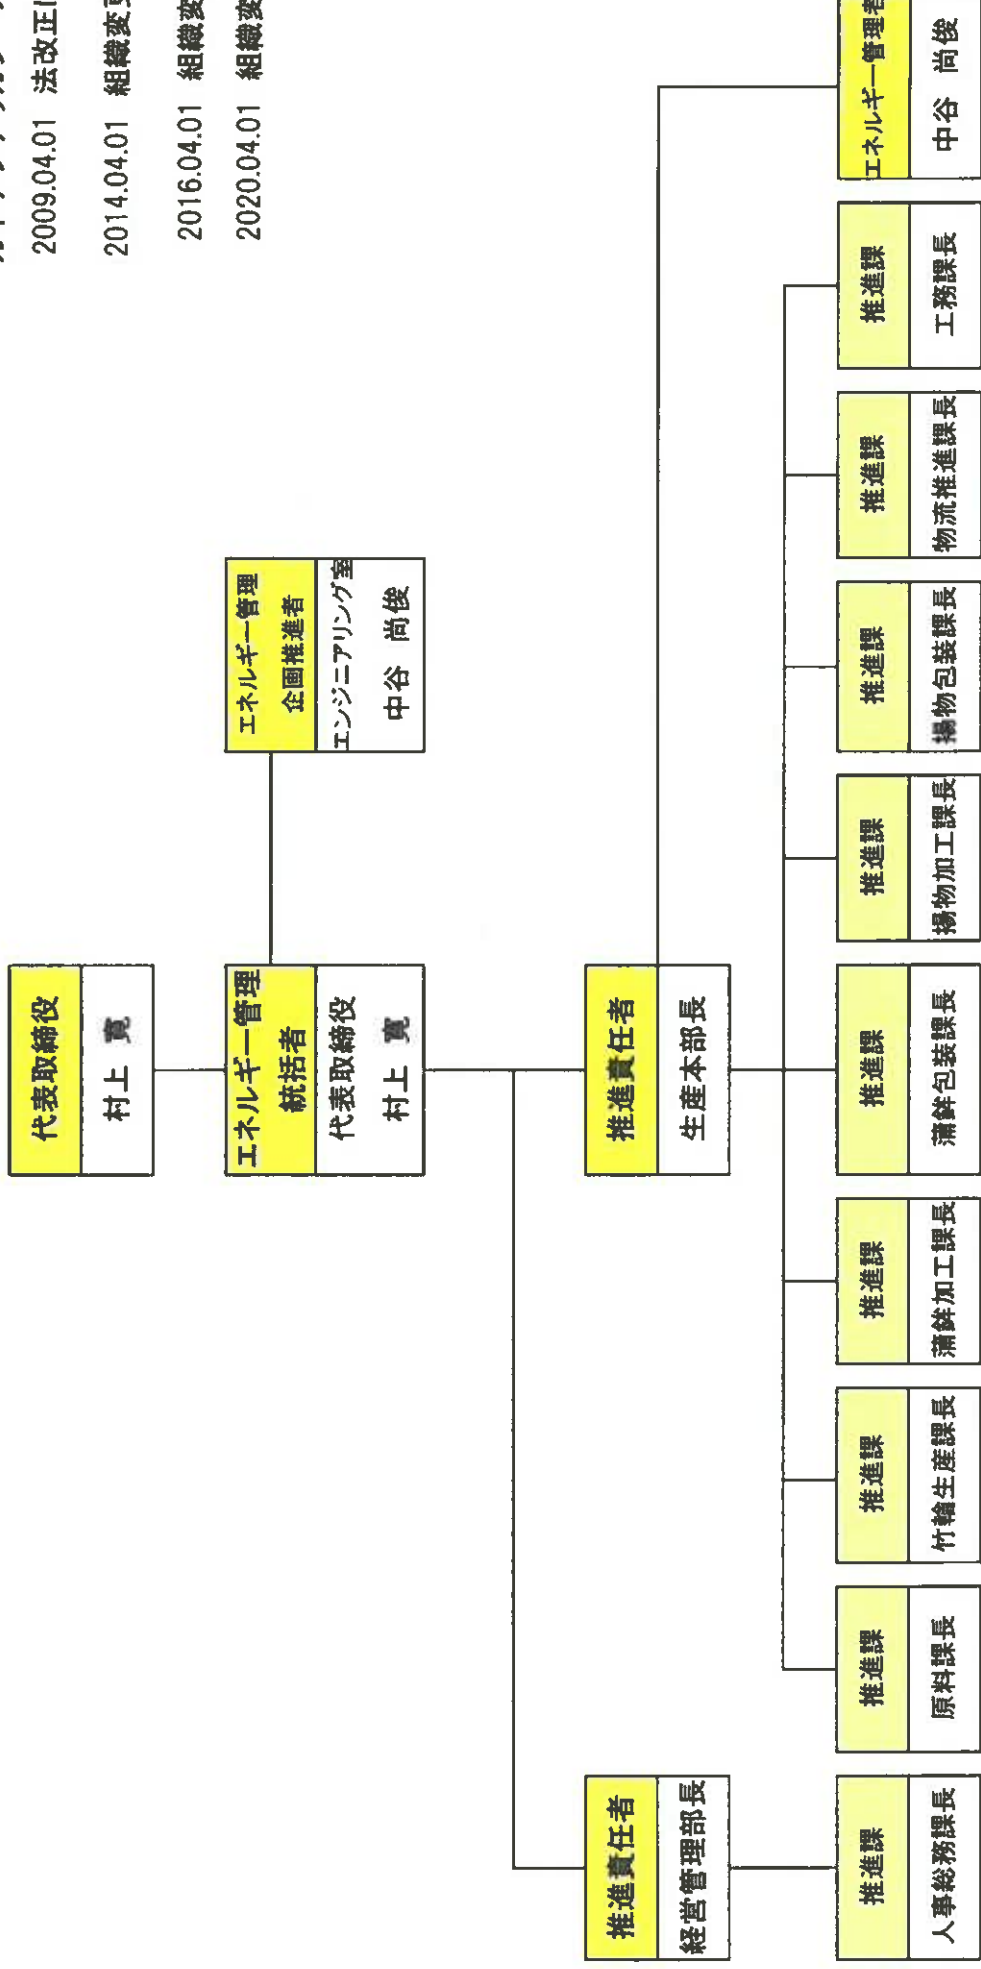 2009.04.01 法改正に
2014.04.01 組織変更
2016.04.01 組織変
2020.04.01 組織変
代表取締役
村上 寛
エネルギー管理
統括者
代表取締役
村上 寛
エネルギー管理
企画推進者
エンジニアリング室
中谷 尚俊
推進責任者
経営管理部長
推進責任者
生産本部長
推進課
人事総務課長
推進課
原料課長
推進課
竹輪生産課長
推進課
蒲鉾加工課長
推進課
蒲鉾包装課長
推進課
揚物加工課長
推進課
揚物包装課長
推進課
物流推進課長
推進課
工務課長
エネルギー管理者
中谷 尚俊